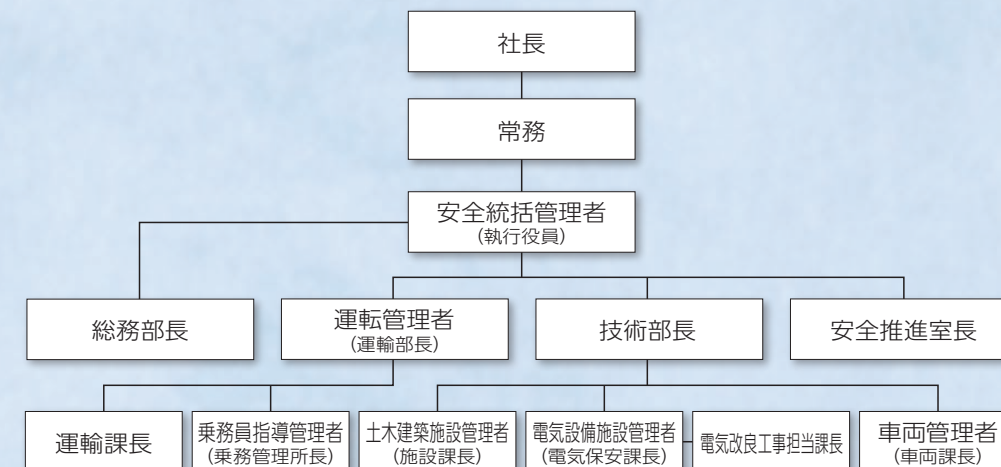 社長
常務
安全統括管理者
(執行役員)
総務部長
運転管理者
(運輸部長)
技術部長
安全推進室長
運輸課長
乗務員指導管理者
(乗務管理所長)
土木建築施設管理者
(施設課長)
電気設備施設管理者
(電気保安課長)
電気改良工事担当課長
車両管理者
(車両課長)